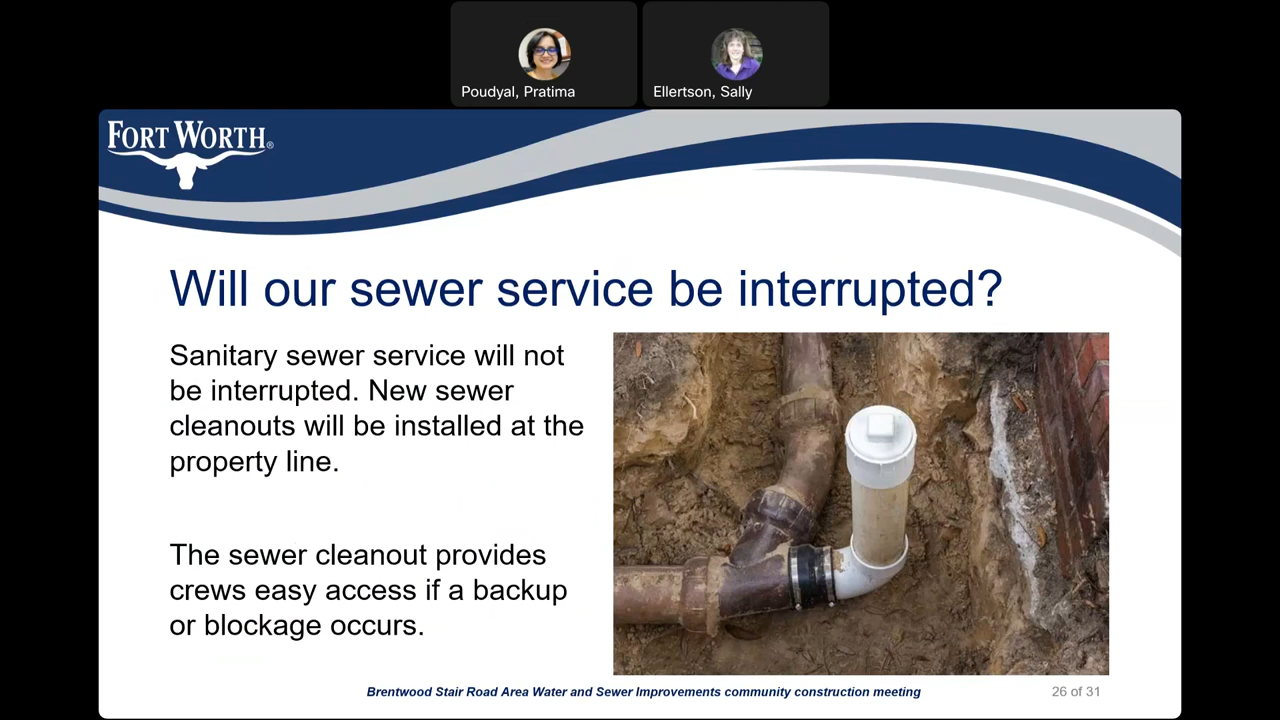 Poudyal, Pratima
Ellertson, Sally
FORT WORTH®
Will our sewer service be interrupted?
Sanitary sewer service will not
be interrupted. New sewer
cleanouts will be installed at the
property line.
The sewer cleanout provides
crews easy access if a backup
or blockage occurs.
Brentwood Stair Road Area Water and Sewer Improvements community construction meeting
26 of 31